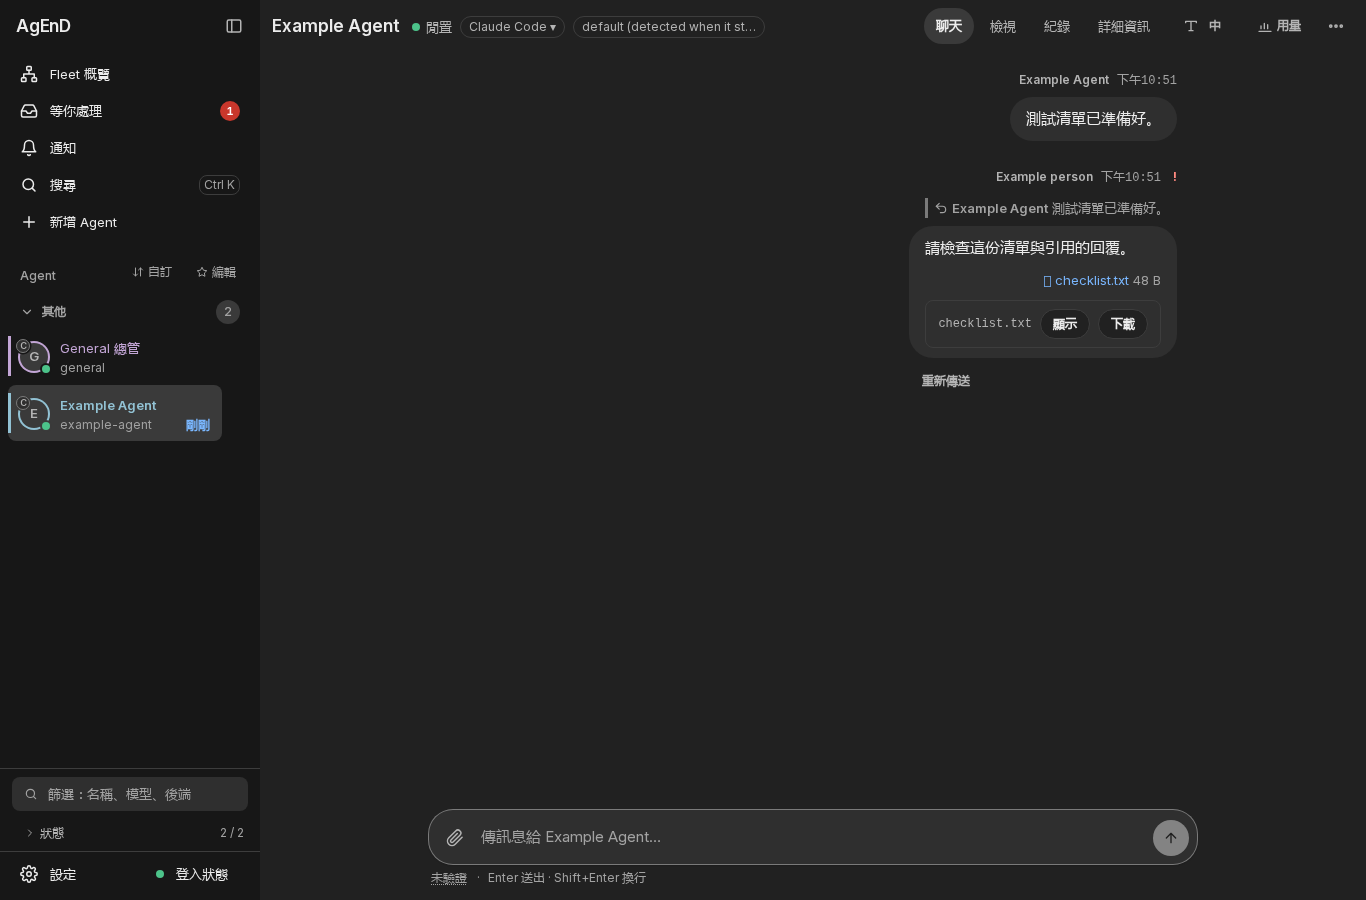 AgEnD
Fleet 概覽
等你處理 1
通知
搜尋 Ctrl K
新增 Agent
Agent 自訂 編輯
其他 2
C G General 總管
general
C E Example Agent
example-agent 剛剛
篩選：名稱、模型、後端
狀態 2 / 2
設定 登入狀態
Example Agent 閒置 Claude Code ▾ default (detected when it st…
聊天 檢視 紀錄 詳細資訊 中 用量 •••
Example Agent 下午10:51
測試清單已準備好。
Example person 下午10:51 !
Example Agent 測試清單已準備好。
請檢查這份清單與引用的回覆。
checklist.txt 48 B
checklist.txt 顯示 下載
重新傳送
傳訊息給 Example Agent...
未驗證 · Enter 送出 · Shift+Enter 換行